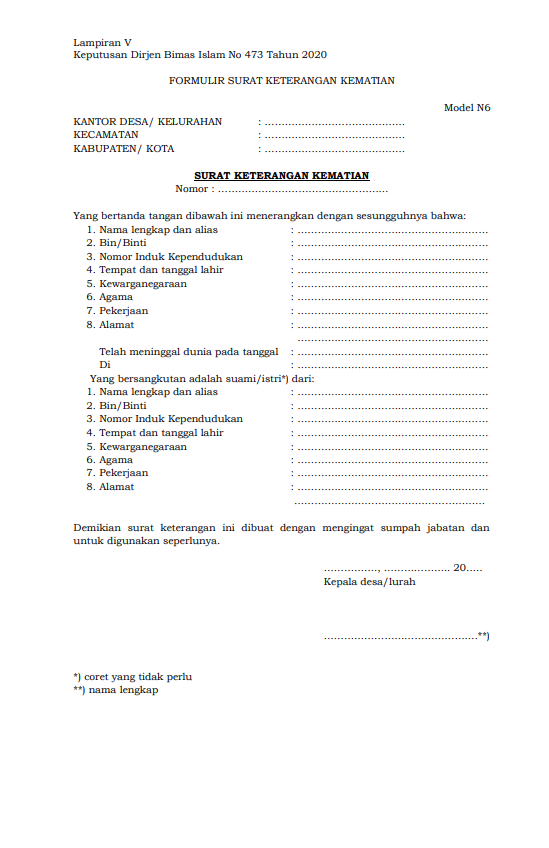 Lampiran V
Keputusan Dirjen Bimas Islam No 473 Tahun 2020
FORMULIR SURAT KETERANGAN KEMATIAN
Model N6
KANTOR DESA/ KELURAHAN : ..........................................
KECAMATAN : ..........................................
KABUPATEN/ KOTA : ..........................................
SURAT KETERANGAN KEMATIAN
Nomor : ...................................................
Yang bertanda tangan dibawah ini menerangkan dengan sesungguhnya bahwa:
1. Nama lengkap dan alias : .........................................................
2. Bin/Binti : .........................................................
3. Nomor Induk Kependudukan : .........................................................
4. Tempat dan tanggal lahir : .........................................................
5. Kewarganegaraan : .........................................................
6. Agama : .........................................................
7. Pekerjaan : .........................................................
8. Alamat : .........................................................
.........................................................
Telah meninggal dunia pada tanggal : .........................................................
Di : .........................................................
Yang bersangkutan adalah suami/istri*) dari:
1. Nama lengkap dan alias : .........................................................
2. Bin/Binti : .........................................................
3. Nomor Induk Kependudukan : .........................................................
4. Tempat dan tanggal lahir : .........................................................
5. Kewarganegaraan : .........................................................
6. Agama : .........................................................
7. Pekerjaan : .........................................................
8. Alamat : .........................................................
.........................................................
Demikian surat keterangan ini dibuat dengan mengingat sumpah jabatan dan
untuk digunakan seperlunya.
................, .................... 20.....
Kepala desa/lurah
..............................................**)
*) coret yang tidak perlu
**) nama lengkap